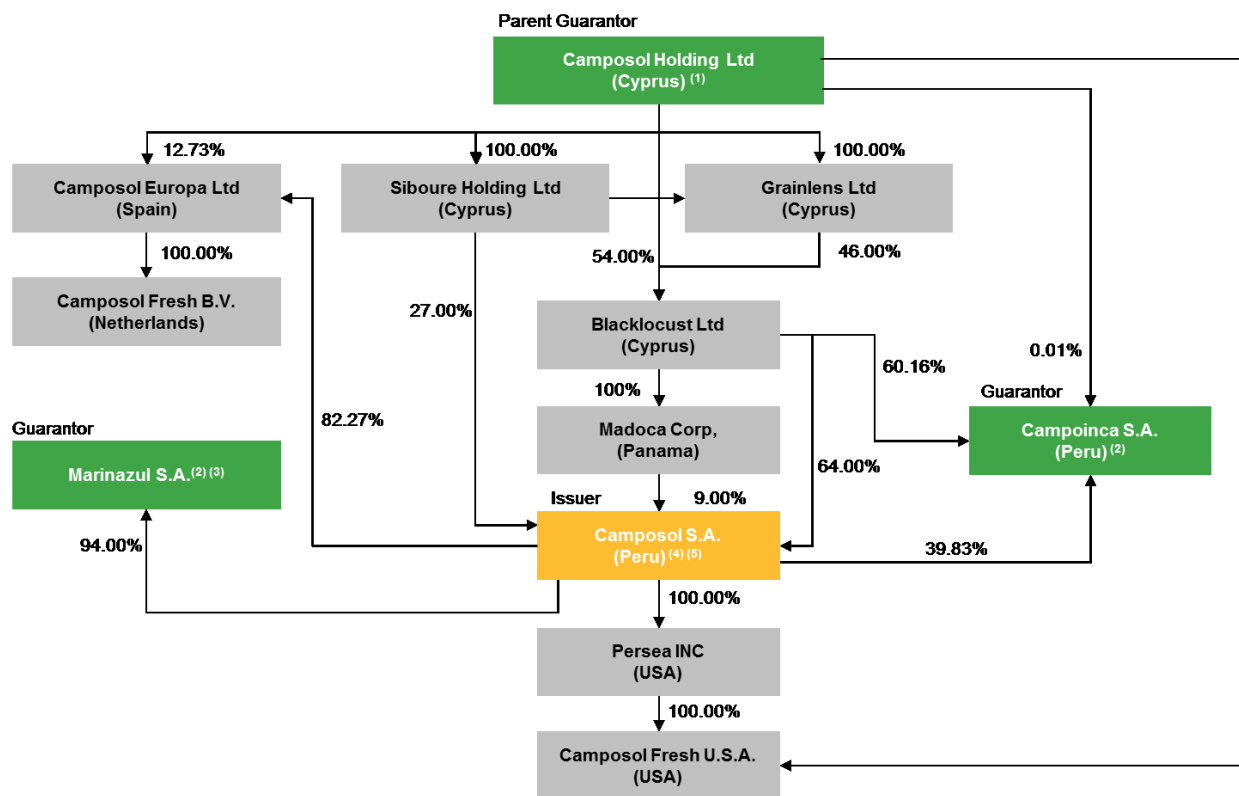 Parent Guarantor
Camposol Holding Ltd
(Cyprus) (1)
12.73%
100.00%
100.00%
Camposol Europa Ltd
(Spain)
Siboure Holding Ltd
(Cyprus)
Grainlens Ltd
(Cyprus)
100.00%
54.00%
46.00%
Camposol Fresh B.V.
(Netherlands)
27.00%
Blacklocust Ltd
(Cyprus)
60.16%
0.01%
100%
82.27%
Guarantor
Campoinca S.A.
(Peru) (2)
Madoca Corp,
(Panama)
Guarantor
Marinazul S.A.(2) (3)
64.00%
Issuer
9.00%
Camposol S.A.
(Peru) (4) (5)
94.00%
39.83%
100.00%
Persea INC
(USA)
100.00%
Camposol Fresh U.S.A.
(USA)